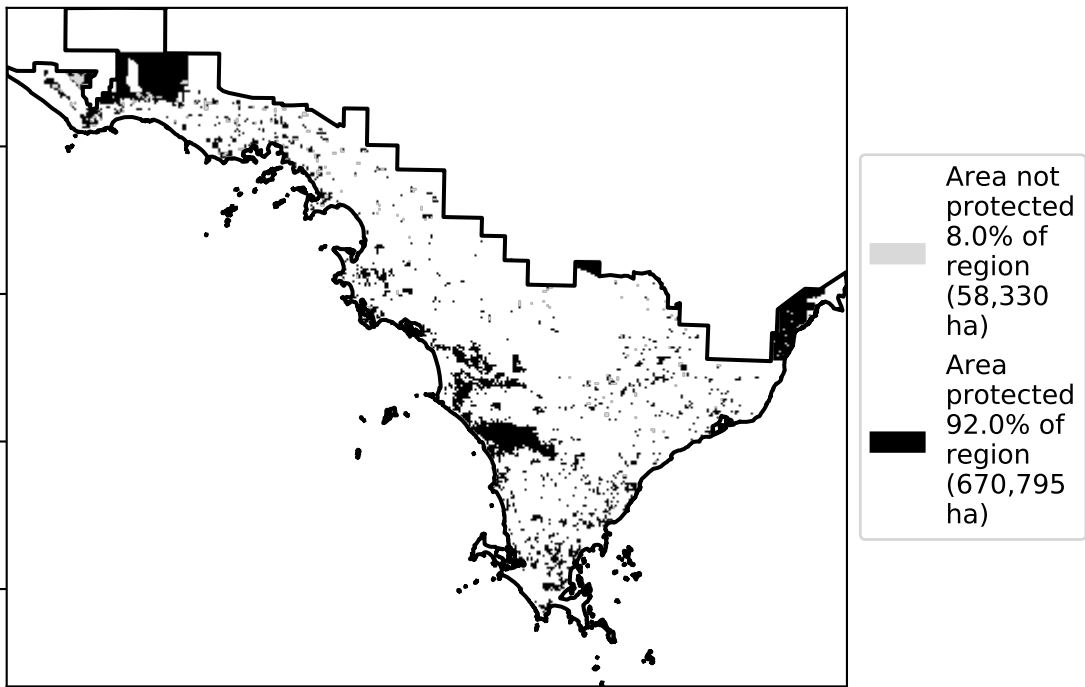 Area not
protected
8.0% of
region
(58,330
ha)
Area
protected
92.0% of
region
(670,795
ha)